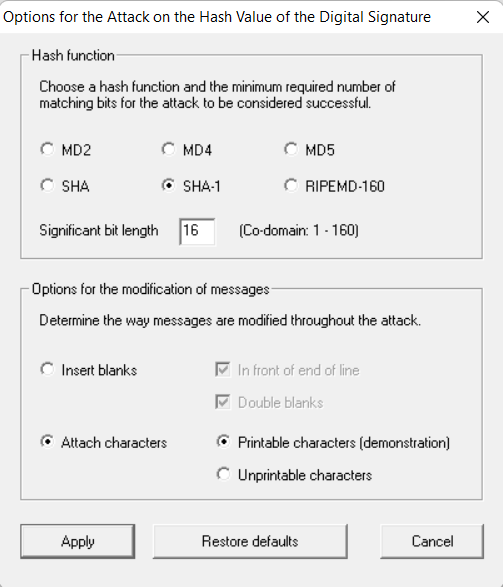 Options for the Attack on the Hash Value of the Digital Signature
Hash function
Choose a hash function and the minimum required number of
matching bits for the attack to be considered successful.
MD2 MD4 MD5
SHA SHA-1 RIPEMD-160
Significant bit length 16 (Co-domain: 1 - 160)
Options for the modification of messages
Determine the way messages are modified throughout the attack.
Insert blanks In front of end of line
Double blanks
Attach characters Printable characters (demonstration)
Unprintable characters
Apply Restore defaults Cancel